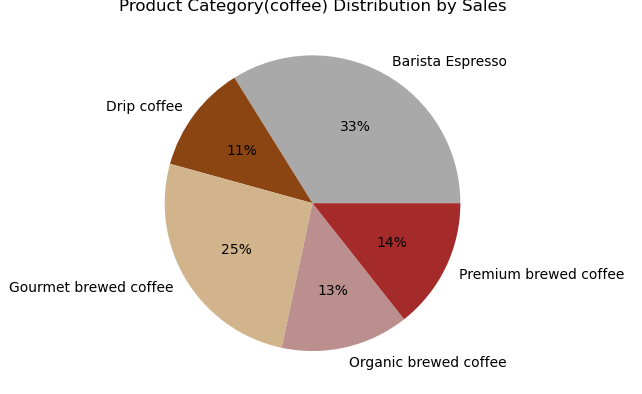 Product Category(coffee) Distribution by Sales
Barista Espresso
33%
Drip coffee
11%
Gourmet brewed coffee
25%
Organic brewed coffee
13%
Premium brewed coffee
14%